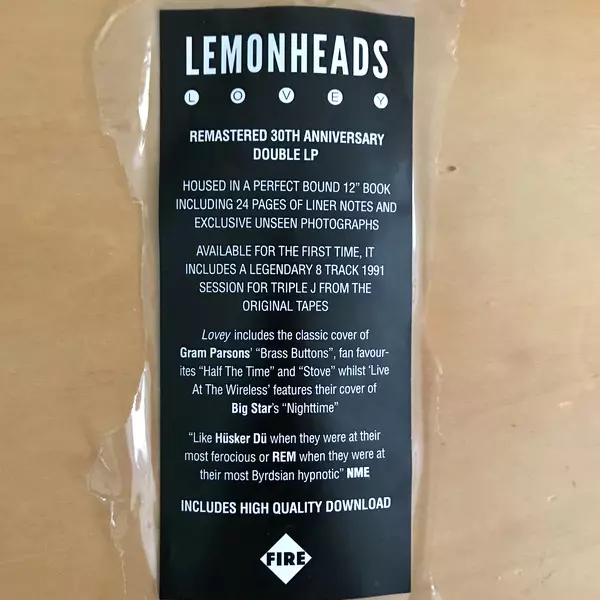 LEMONHEADS
LOVEY
REMASTERED 30TH ANNIVERSARY
DOUBLE LP
HOUSED IN A PERFECT BOUND 12” BOOK
INCLUDING 24 PAGES OF LINER NOTES AND
EXCLUSIVE UNSEEN PHOTOGRAPHS
AVAILABLE FOR THE FIRST TIME, IT
INCLUDES A LEGENDARY 8 TRACK 1991
SESSION FOR TRIPLE J FROM THE
ORIGINAL TAPES
Lovey includes the classic cover of
Gram Parsons’ “Brass Buttons”, fan favour-
ites “Half The Time” and “Stove” whilst ‘Live
At The Wireless’ features their cover of
Big Star’s “Nighttime”
“Like Hüsker Dü when they were at their
most ferocious or REM when they were at
their most Byrdsian hypnotic” NME
INCLUDES HIGH QUALITY DOWNLOAD
FIRE